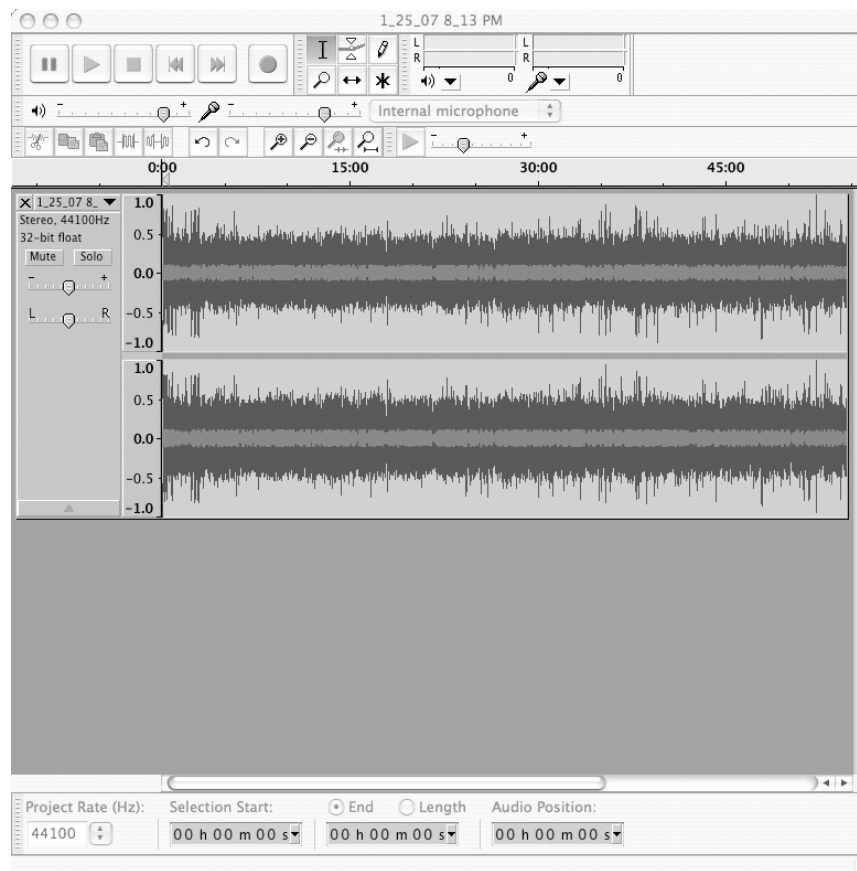 1_25_07 8_13 PM
L
R
0
L
R
0
- +
- +
Internal microphone
- +
0:00 15:00 30:00 45:00
X 1_25_07 8_
Stereo, 44100Hz
32-bit float
Mute Solo
- +
L R
1.0
0.5
0.0
-0.5
-1.0
1.0
0.5
0.0
-0.5
-1.0
Project Rate (Hz): Selection Start: End Length Audio Position:
44100 00 h 00 m 00 s 00 h 00 m 00 s 00 h 00 m 00 s